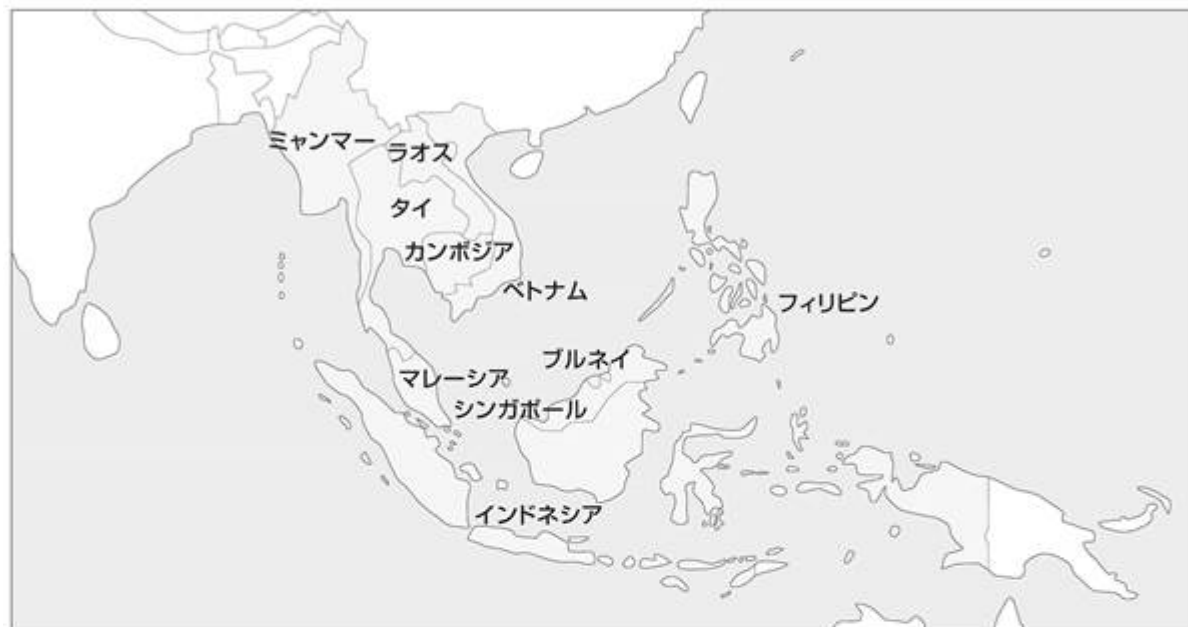 ミャンマー
ラオス
タイ
カンボジア
ベトナム
フィリピン
ブルネイ
マレーシア
シンガポール
インドネシア